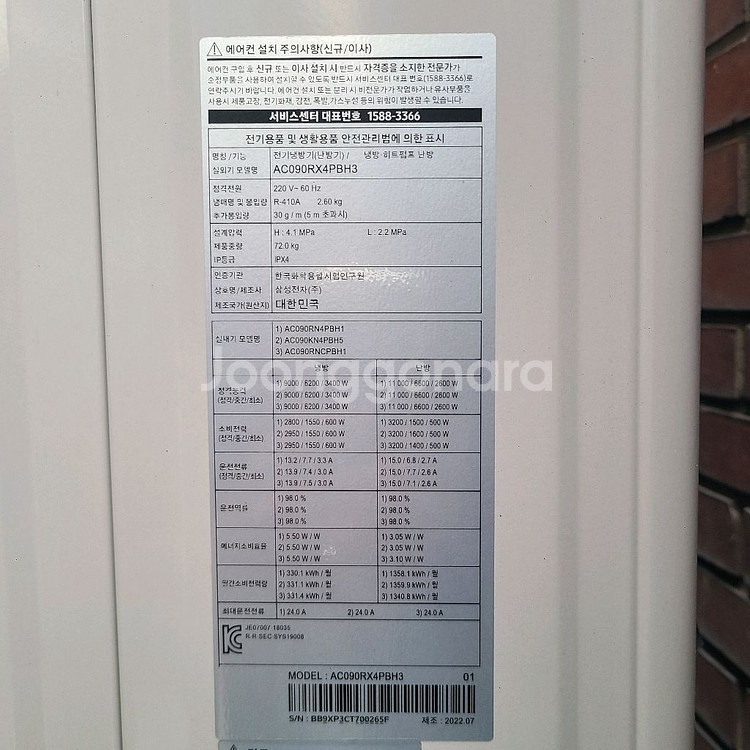 에어컨 설치 주의사항(신규/이사)
에어컨 구입 후 신규 또는 이사 설치 시 반드시 자격증을 소지한 전문가가
순정부품을 사용하여 설치할 수 있도록 반드시 서비스센터 대표 번호(1588-3366)로
연락주시기 바랍니다. 에어컨 설치 또는 분리 시 비전문가가 작업하거나 유사부품을
사용시 제품고장, 전기화재, 감전, 폭발, 가스누설 등의 위험이 발생할 수 있습니다.
서비스센터 대표번호 1588-3366
전기용품 및 생활용품 안전관리법에 의한 표시
명칭 / 기능 전기냉방기(난방기) / 냉방·히트펌프 난방
실외기 모델명 AC090RX4PBH3
정격전원 220 V~ 60 Hz
냉매명 및 봉입량 R-410A 2.60 kg
추가봉입량 30 g / m (5 m 초과시)
설계압력 H : 4.1 MPa L : 2.2 MPa
제품중량 72.0 kg
IP등급 IPX4
인증기관 한국화학융합시험연구원
상호명 / 제조사 삼성전자(주)
제조국가(원산지) 대한민국
실내기 모델명
1) AC090RN4PBH1
2) AC090KN4PBH5
3) AC090RNCPBH1
냉방 난방
정격능력
(정격/중간/최소)
1) 9000 / 6200 / 3400 W 1) 11 000 / 6600 / 2600 W
2) 9000 / 6200 / 3400 W 2) 11 000 / 6600 / 2600 W
3) 9000 / 6200 / 3400 W 3) 11 000 / 6600 / 2600 W
소비전력
(정격/중간/최소)
1) 2800 / 1550 / 600 W 1) 3200 / 1500 / 500 W
2) 2950 / 1550 / 600 W 2) 3200 / 1600 / 500 W
3) 2950 / 1550 / 600 W 3) 3200 / 1400 / 500 W
운전전류
(정격/중간/최소)
1) 13.2 / 7.7 / 3.3 A 1) 15.0 / 6.8 / 2.7 A
2) 13.9 / 7.4 / 3.0 A 2) 15.0 / 7.7 / 2.6 A
3) 13.9 / 7.5 / 3.0 A 3) 15.0 / 7.1 / 2.6 A
운전역률
1) 98.0 % 1) 98.0 %
2) 98.0 % 2) 98.0 %
3) 98.0 % 3) 98.0 %
에너지소비효율
1) 5.50 W / W 1) 3.05 W / W
2) 5.50 W / W 2) 3.05 W / W
3) 5.50 W / W 3) 3.10 W / W
월간소비전력량
1) 330.1 kWh / 월 1) 1358.1 kWh / 월
2) 331.1 kWh / 월 2) 1359.9 kWh / 월
3) 331.4 kWh / 월 3) 1340.8 kWh / 월
최대운전전류 1) 24.0 A 2) 24.0 A 3) 24.0 A
JE07007-18035
R-R-SEC-SYS19008
MODEL : AC090RX4PBH3 01
S/N : BB9XP3CT700265F 제조 : 2022.07
Joonggonara